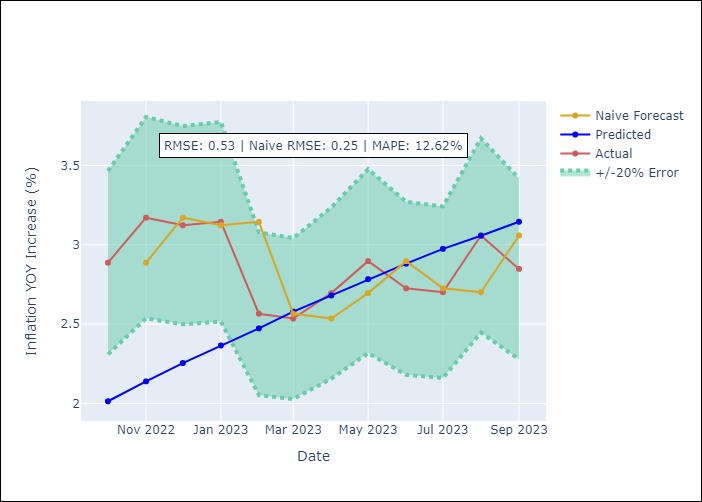 RMSE: 0.53 | Naive RMSE: 0.25 | MAPE: 12.62%
Naive Forecast
Predicted
Actual
+/-20% Error
3.5
3
2.5
2
Inflation YOY Increase (%)
Nov 2022
Jan 2023
Mar 2023
May 2023
Jul 2023
Sep 2023
Date